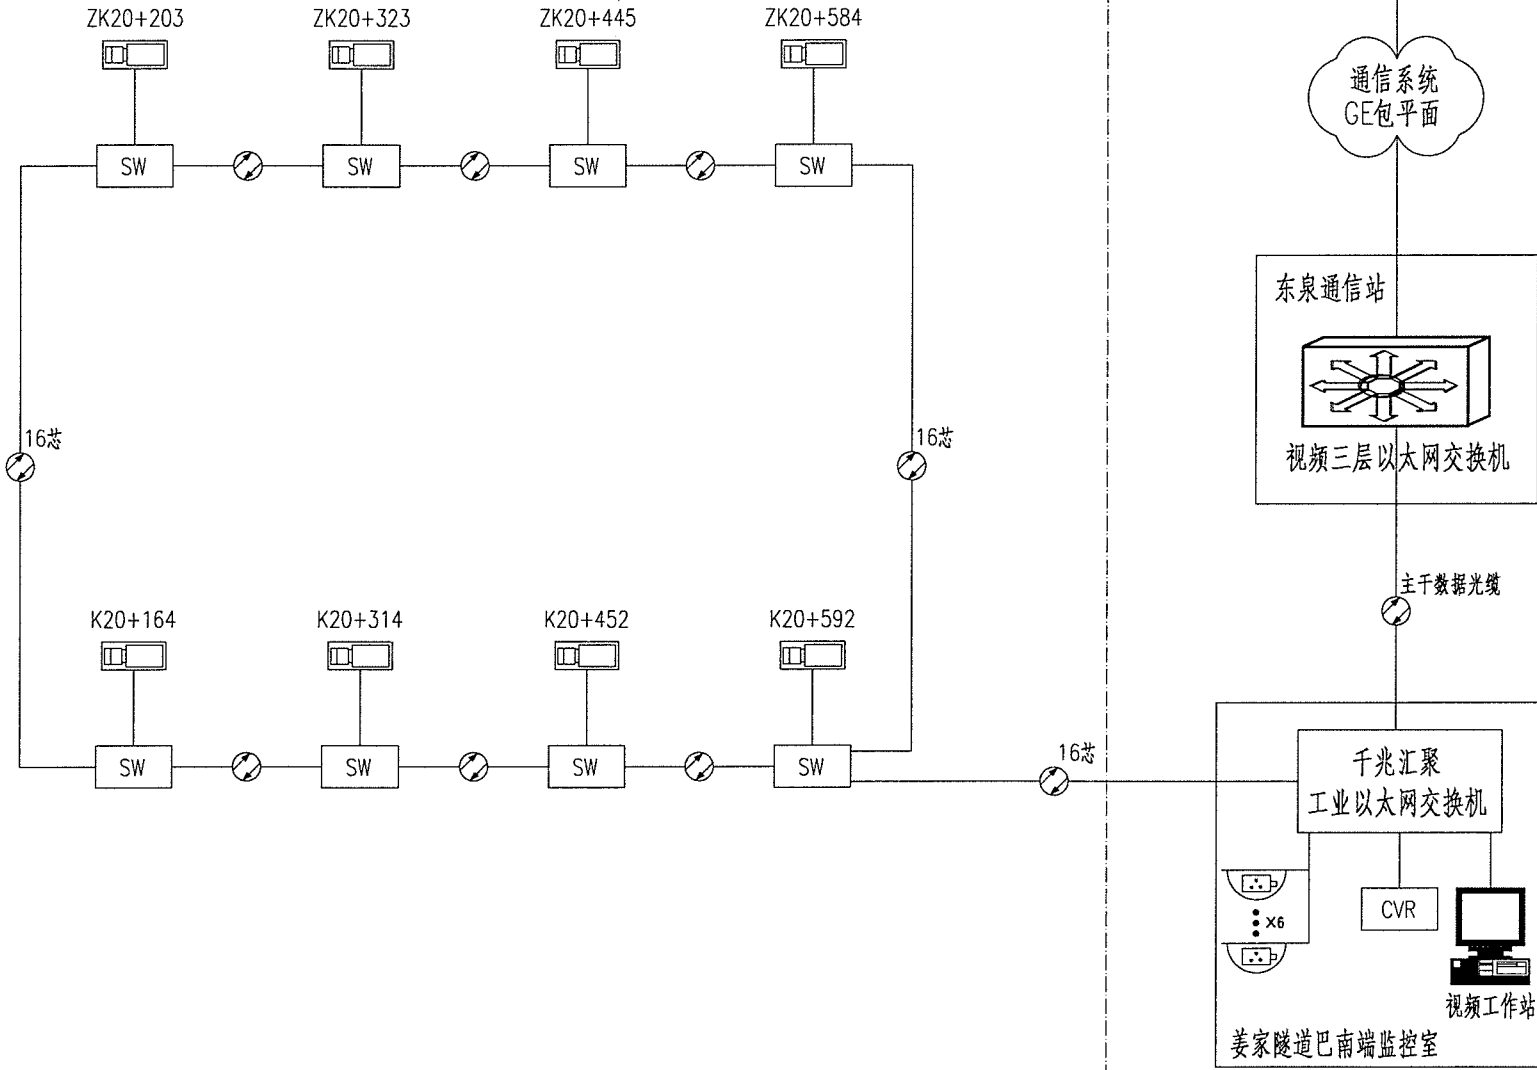 ZK20+203
ZK20+323
ZK20+445
ZK20+584
SW
SW
SW
SW
16芯
16芯
K20+164
K20+314
K20+452
K20+592
SW
SW
SW
SW
16芯
通信系统
GE包平面
东泉通信站
视频三层以太网交换机
主干数据光缆
千兆汇聚
工业以太网交换机
X6
CVR
视频工作站
姜家隧道巴南端监控室